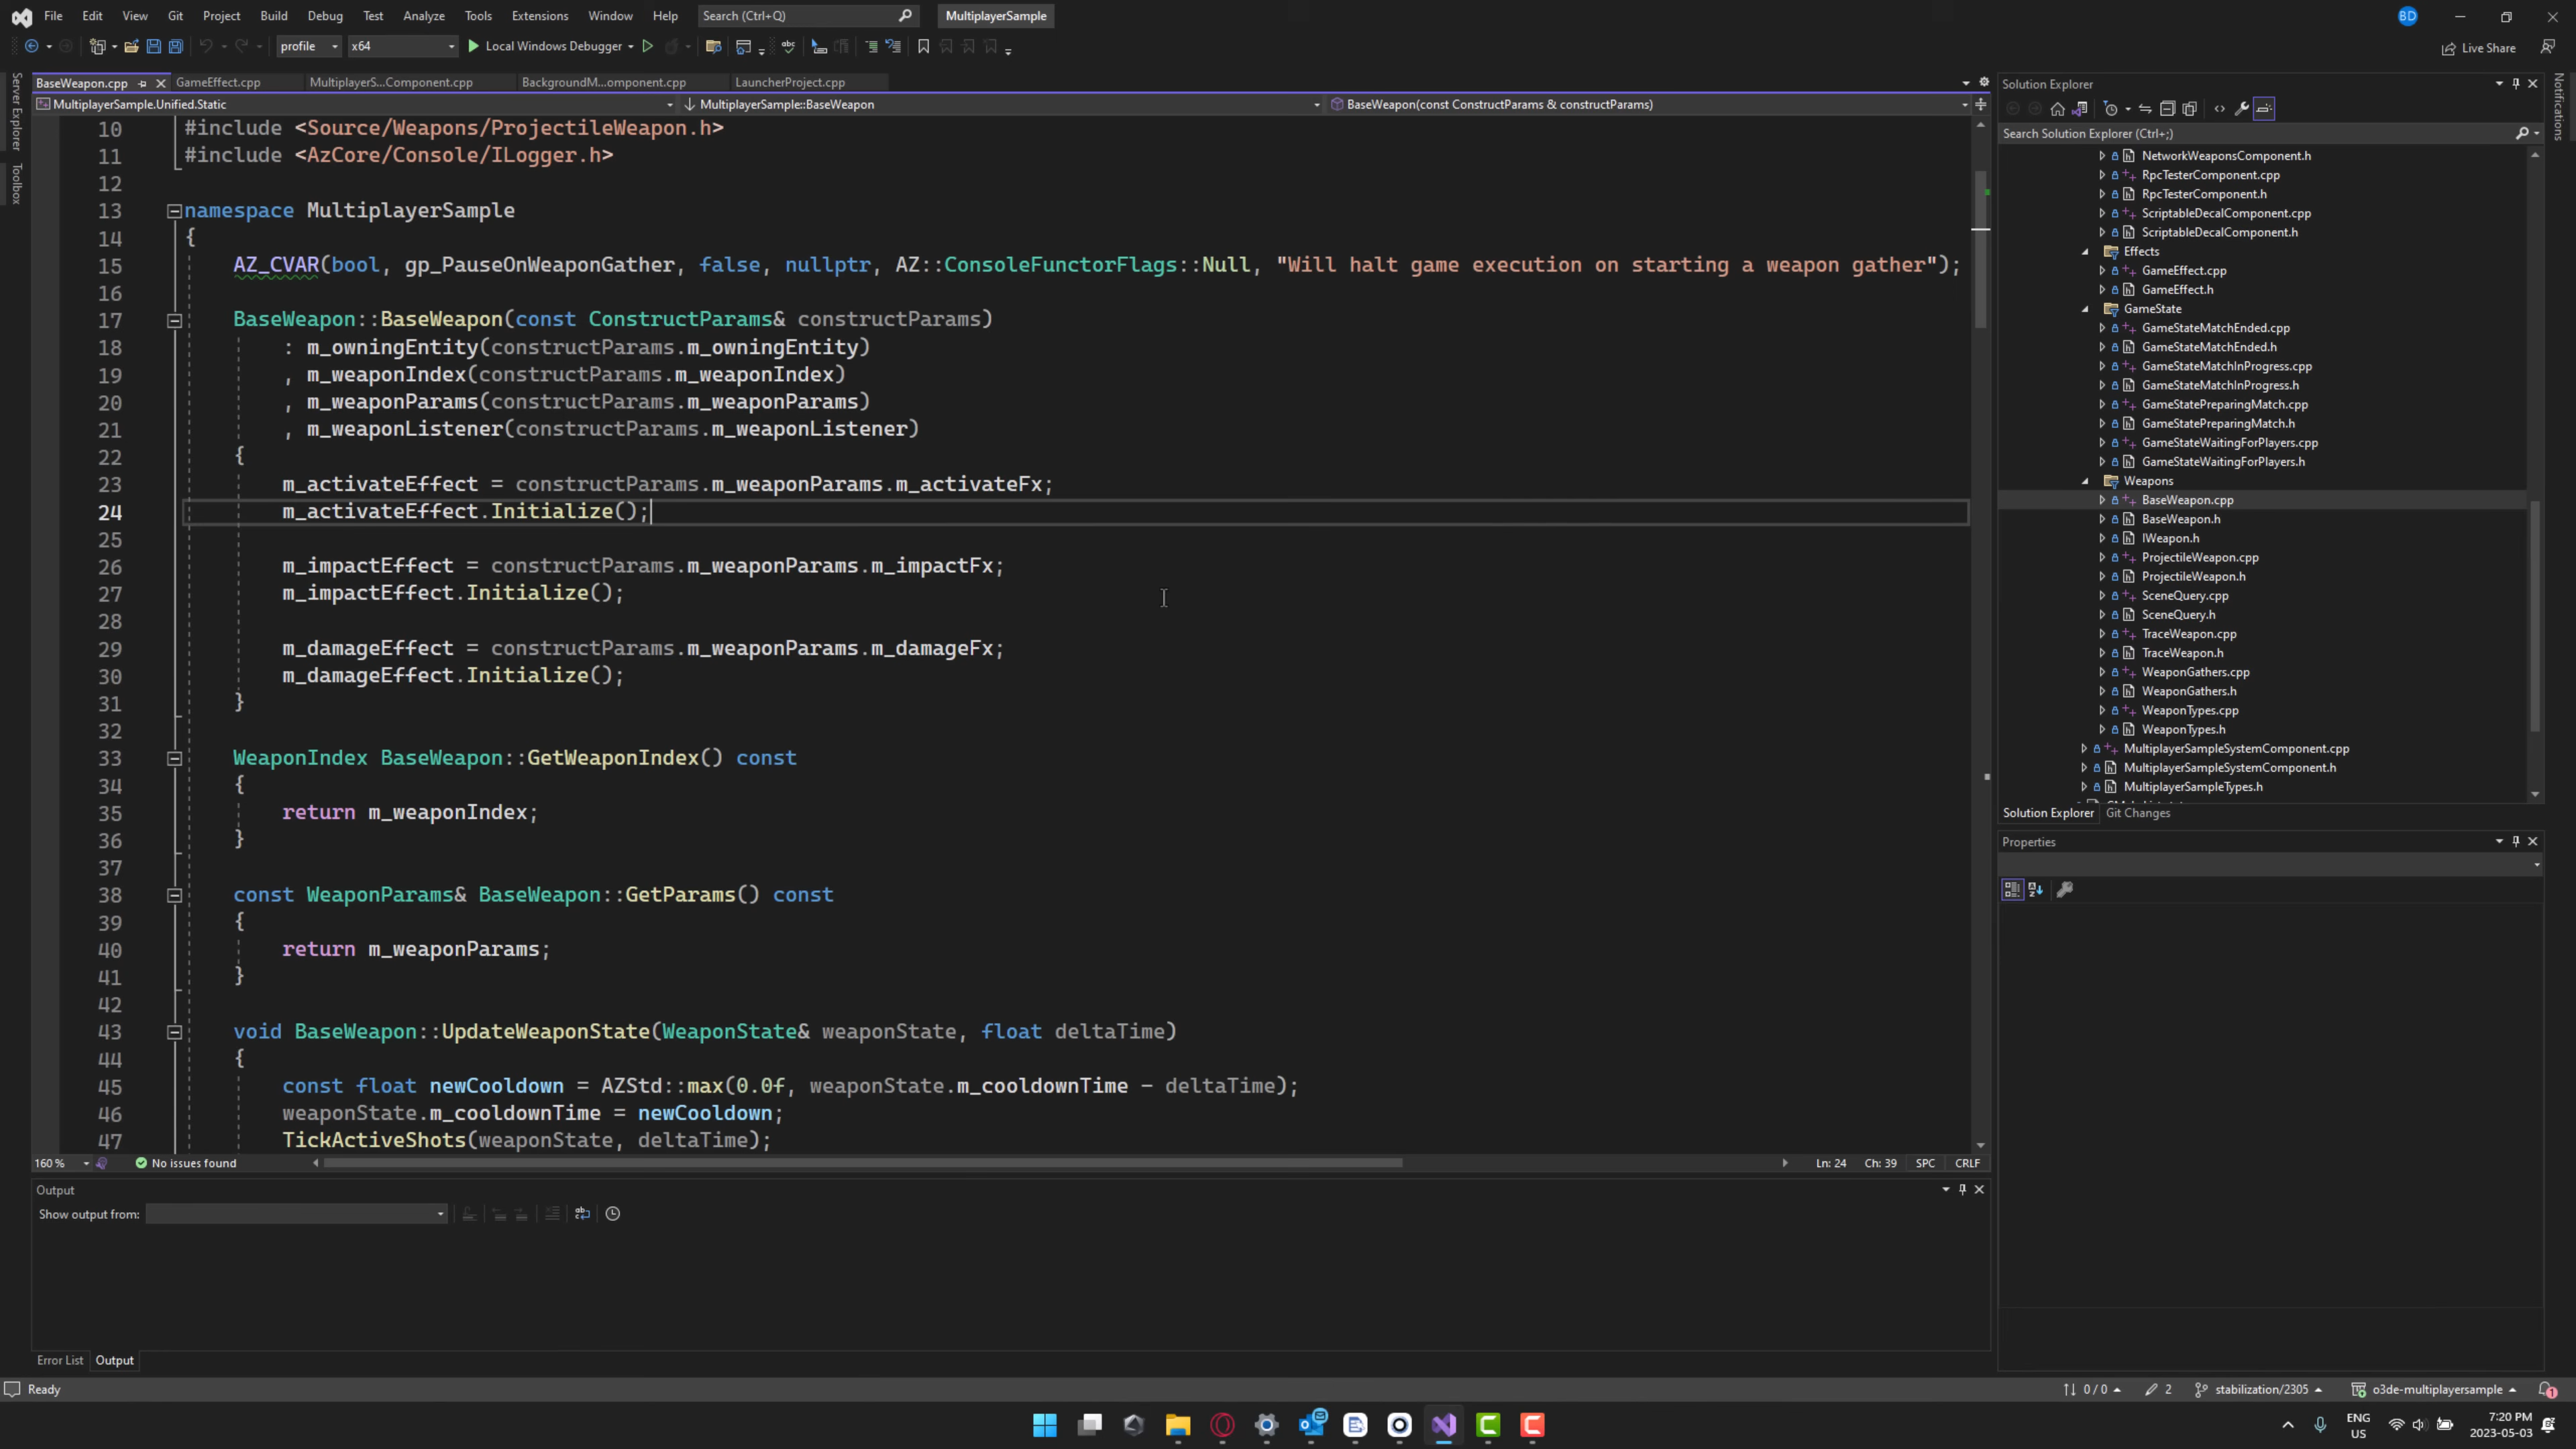 File Edit View Git Project Build Debug Test Analyze Tools Extensions Window Help Search (Ctrl+Q) MultiplayerSample BD
profile x64 Local Windows Debugger Live Share
Server Explorer
Toolbox
Notifications
BaseWeapon.cpp GameEffect.cpp MultiplayerS...Component.cpp BackgroundM...omponent.cpp LauncherProject.cpp
MultiplayerSample.Unified.Static MultiplayerSample::BaseWeapon BaseWeapon(const ConstructParams & constructParams)
10 #include <Source/Weapons/ProjectileWeapon.h>
11 #include <AzCore/Console/ILogger.h>
12
13 namespace MultiplayerSample
14 {
15 AZ_CVAR(bool, gp_PauseOnWeaponGather, false, nullptr, AZ::ConsoleFunctorFlags::Null, "Will halt game execution on starting a weapon gather");
16
17 BaseWeapon::BaseWeapon(const ConstructParams& constructParams)
18 : m_owningEntity(constructParams.m_owningEntity)
19 , m_weaponIndex(constructParams.m_weaponIndex)
20 , m_weaponParams(constructParams.m_weaponParams)
21 , m_weaponListener(constructParams.m_weaponListener)
22 {
23 m_activateEffect = constructParams.m_weaponParams.m_activateFx;
24 m_activateEffect.Initialize();
25
26 m_impactEffect = constructParams.m_weaponParams.m_impactFx;
27 m_impactEffect.Initialize();
28
29 m_damageEffect = constructParams.m_weaponParams.m_damageFx;
30 m_damageEffect.Initialize();
31 }
32
33 WeaponIndex BaseWeapon::GetWeaponIndex() const
34 {
35 return m_weaponIndex;
36 }
37
38 const WeaponParams& BaseWeapon::GetParams() const
39 {
40 return m_weaponParams;
41 }
42
43 void BaseWeapon::UpdateWeaponState(WeaponState& weaponState, float deltaTime)
44 {
45 const float newCooldown = AZStd::max(0.0f, weaponState.m_cooldownTime - deltaTime);
46 weaponState.m_cooldownTime = newCooldown;
47 TickActiveShots(weaponState, deltaTime);
160 % No issues found Ln: 24 Ch: 39 SPC CRLF
Output
Show output from:
Error List Output
Solution Explorer
Search Solution Explorer (Ctrl+;)
NetworkWeaponsComponent.h
RpcTesterComponent.cpp
RpcTesterComponent.h
ScriptableDecalComponent.cpp
ScriptableDecalComponent.h
Effects
GameEffect.cpp
GameEffect.h
GameState
GameStateMatchEnded.cpp
GameStateMatchEnded.h
GameStateMatchInProgress.cpp
GameStateMatchInProgress.h
GameStatePreparingMatch.cpp
GameStatePreparingMatch.h
GameStateWaitingForPlayers.cpp
GameStateWaitingForPlayers.h
Weapons
BaseWeapon.cpp
BaseWeapon.h
IWeapon.h
ProjectileWeapon.cpp
ProjectileWeapon.h
SceneQuery.cpp
SceneQuery.h
TraceWeapon.cpp
TraceWeapon.h
WeaponGathers.cpp
WeaponGathers.h
WeaponTypes.cpp
WeaponTypes.h
MultiplayerSampleSystemComponent.cpp
MultiplayerSampleSystemComponent.h
MultiplayerSampleTypes.h
Solution Explorer Git Changes
Properties
Ready 0 / 0 2 stabilization/2305 o3de-multiplayersample 1
ENG
US
7:20 PM
2023-05-03